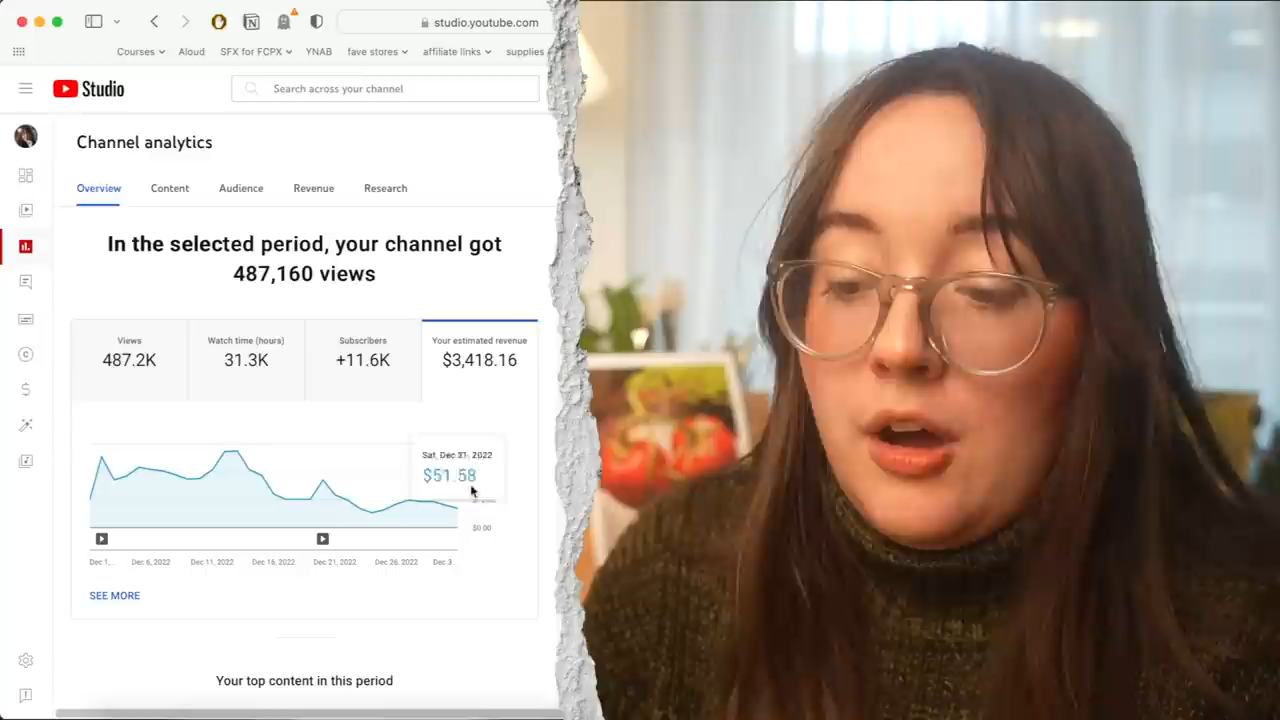 studio.youtube.com
Courses Aloud SFX for FCPX YNAB fave stores affiliate links supplies
Studio
Search across your channel
Channel analytics
Overview Content Audience Revenue Research
In the selected period, your channel got
487,160 views
Views Watch time (hours) Subscribers Your estimated revenue
487.2K 31.3K +11.6K $3,418.16
Sat, Dec 31, 2022
$51.58
$0.00
Dec 1,... Dec 6, 2022 Dec 11, 2022 Dec 16, 2022 Dec 21, 2022 Dec 26, 2022 Dec 3
SEE MORE
Your top content in this period